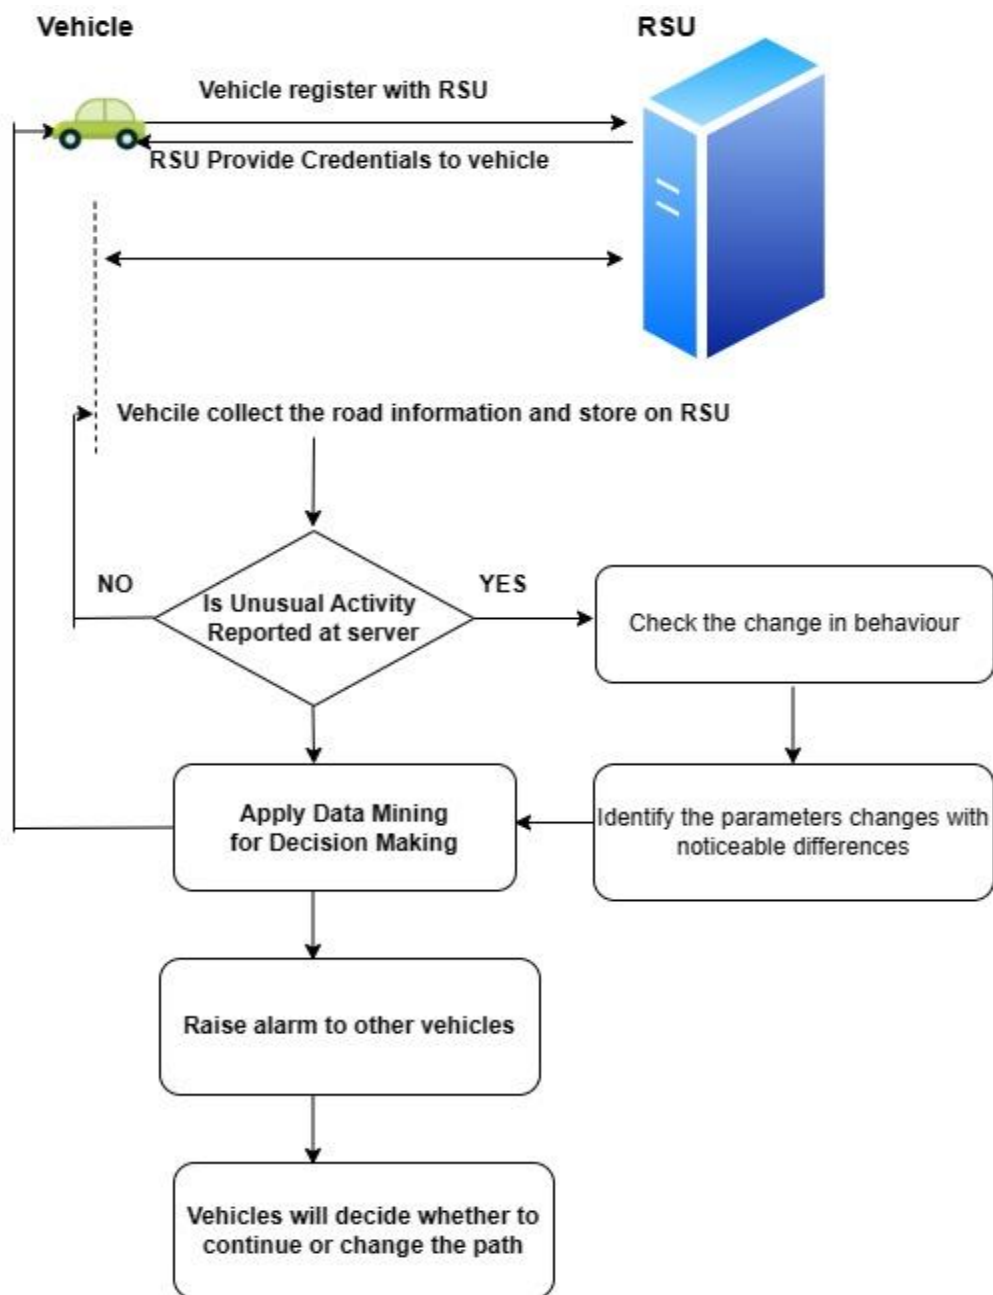 Vehicle
RSU
Vehicle register with RSU
RSU Provide Credentials to vehicle
Vehcile collect the road information and store on RSU
NO
YES
Is Unusual Activity
Reported at server
Check the change in behaviour
Apply Data Mining
for Decision Making
Identify the parameters changes with
noticeable differences
Raise alarm to other vehicles
Vehicles will decide whether to
continue or change the path